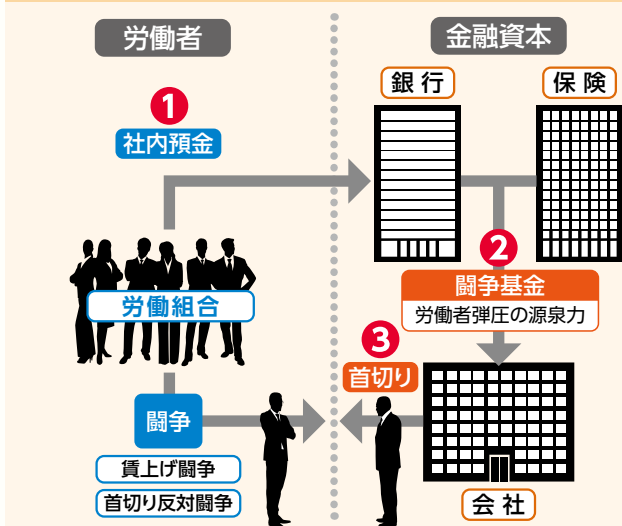 労働者
金融資本
銀行
保険
1
社内預金
2
労働組合
闘争基金
労働者弾圧の源泉力
3
首切り
闘争
賃上げ闘争
首切り反対闘争
会社